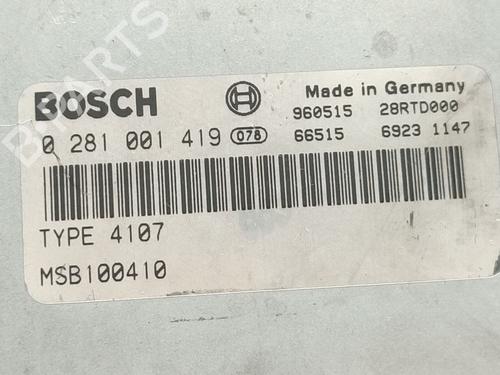 BOSCH
Made in Germany
960515 28RTD000
0 281 001 419 078 66515 6923 1147
TYPE 4107
MSB100410